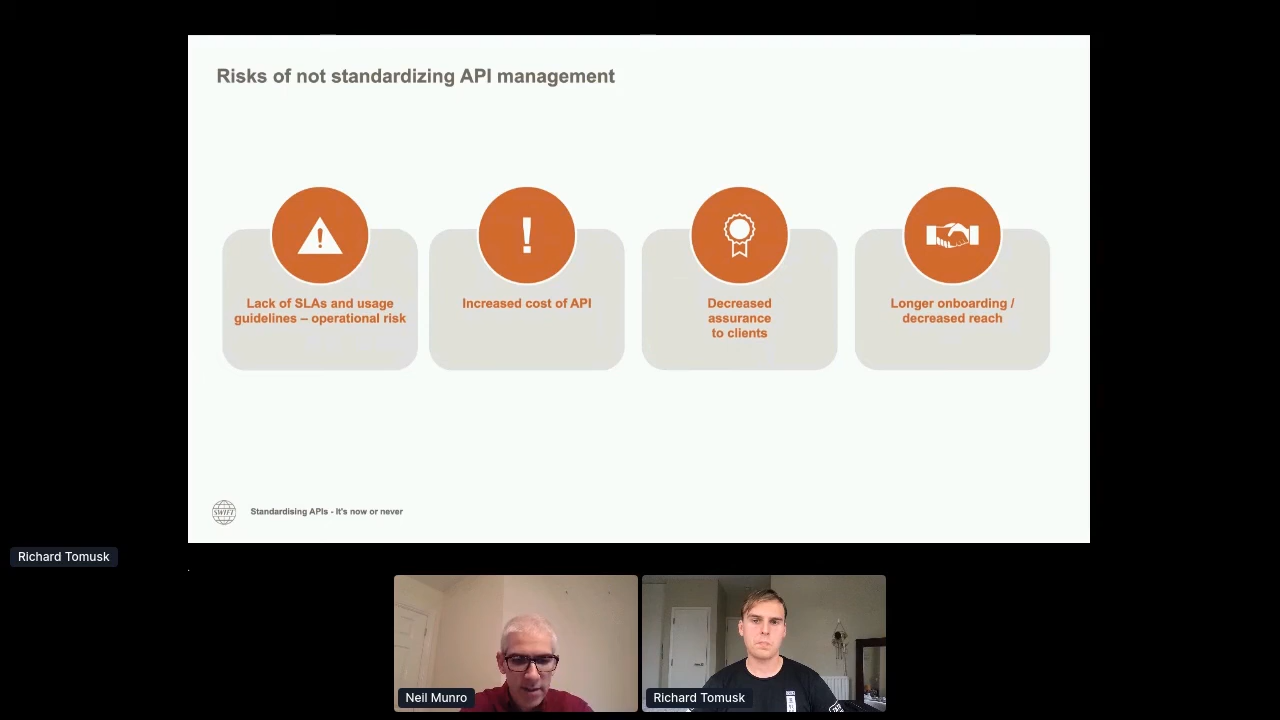 Risks of not standardizing API management
Lack of SLAs and usage
guidelines – operational risk
Increased cost of API
Decreased
assurance
to clients
Longer onboarding /
decreased reach
SWIFT
Standardising APIs - It's now or never
Richard Tomusk
Neil Munro
Richard Tomusk